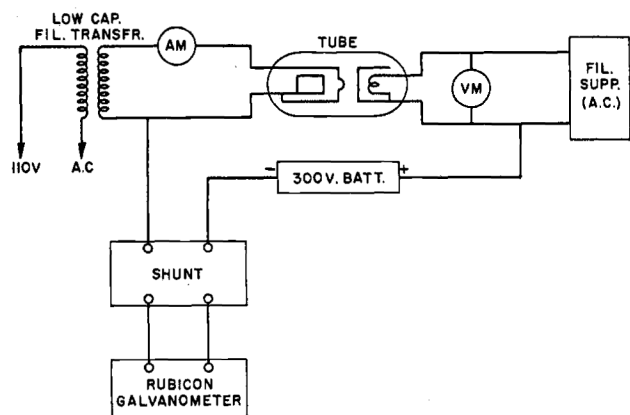 LOW CAP.
FIL. TRANSFR.
AM
TUBE
VM
FIL.
SUPP.
(A.C.)
110V
A.C
- 300V. BATT. +
SHUNT
RUBICON
GALVANOMETER